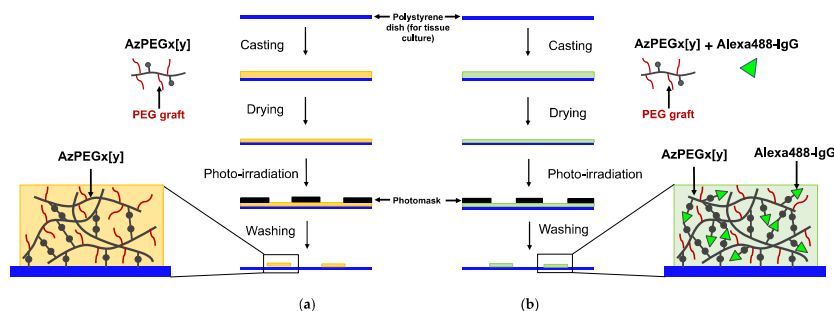 Polystyrene
dish (for tissue
culture)
AzPEGx[y]
PEG graft
Casting
Drying
Photo-irradiation
Photomask
Washing
AzPEGx[y]
(a)
Casting
Drying
Photo-irradiation
Washing
(b)
AzPEGx[y] + Alexa488-IgG
PEG graft
AzPEGx[y]
Alexa488-IgG